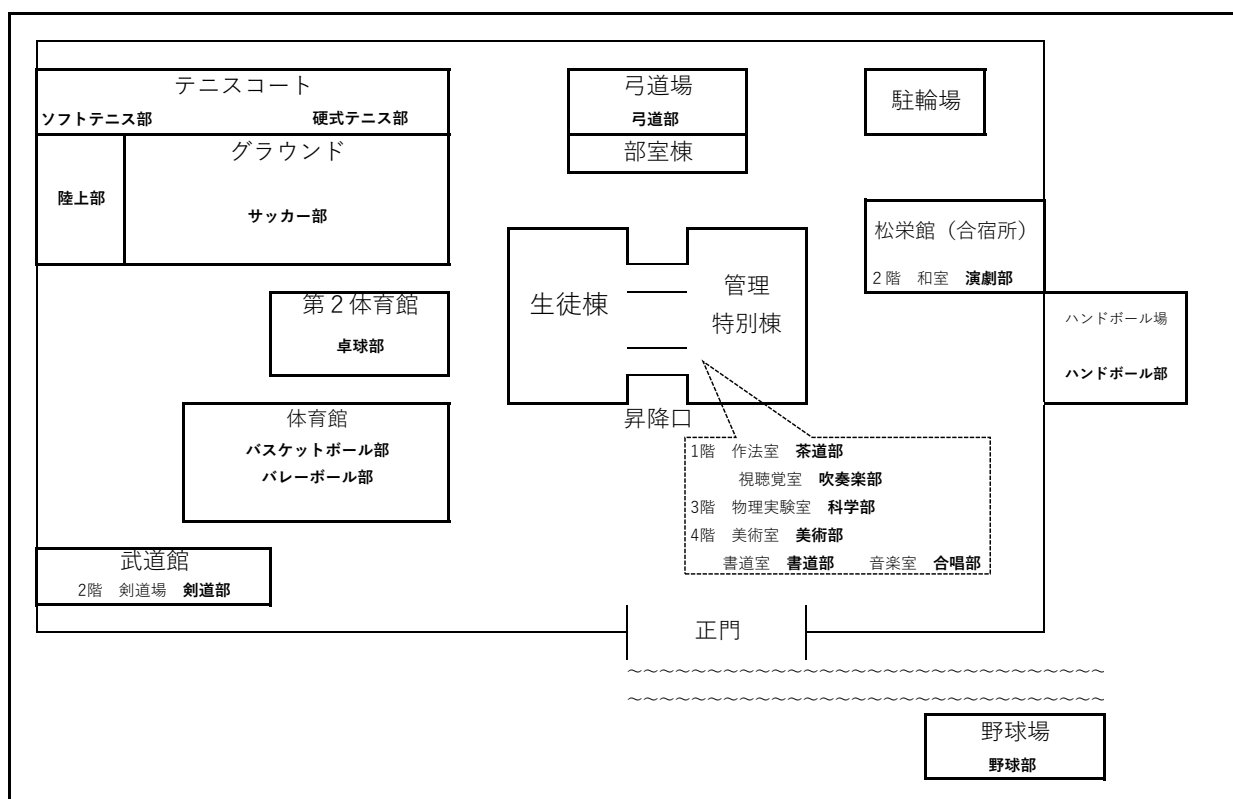 テニスコート
ソフトテニス部　硬式テニス部
グラウンド
陸上部
サッカー部
弓道場
弓道部
部室棟
駐輪場
松栄館（合宿所）
２階　和室　演劇部
ハンドボール場
ハンドボール部
第２体育館
卓球部
生徒棟
管理
特別棟
昇降口
体育館
バスケットボール部
バレーボール部
1階　作法室　茶道部
視聴覚室　吹奏楽部
3階　物理実験室　科学部
4階　美術室　美術部
書道室　書道部　音楽室　合唱部
武道館
2階　剣道場　剣道部
正門
～～～～～～～～～～～～～～～～～～～～～～～～～～～～～～
～～～～～～～～～～～～～～～～～～～～～～～～～～～～～～
野球場
野球部